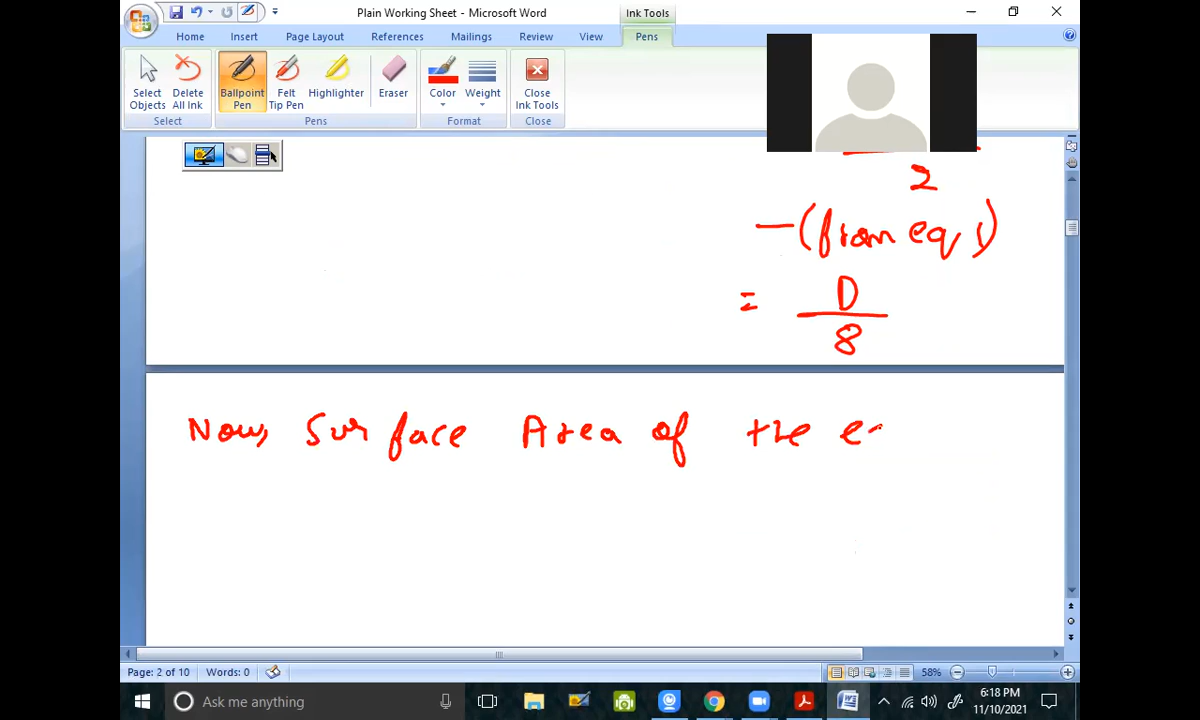 Plain Working Sheet - Microsoft Word
Ink Tools
Home Insert Page Layout References Mailings Review View Pens
Select Objects
Delete All Ink
Ballpoint Pen
Felt Tip Pen
Highlighter
Eraser
Color
Weight
Close Ink Tools
Select Pens Format Close
2
— (from eq 1)
= D
8
Now, Surface Area of the e
Page: 2 of 10 Words: 0 58%
Ask me anything
6:18 PM
11/10/2021